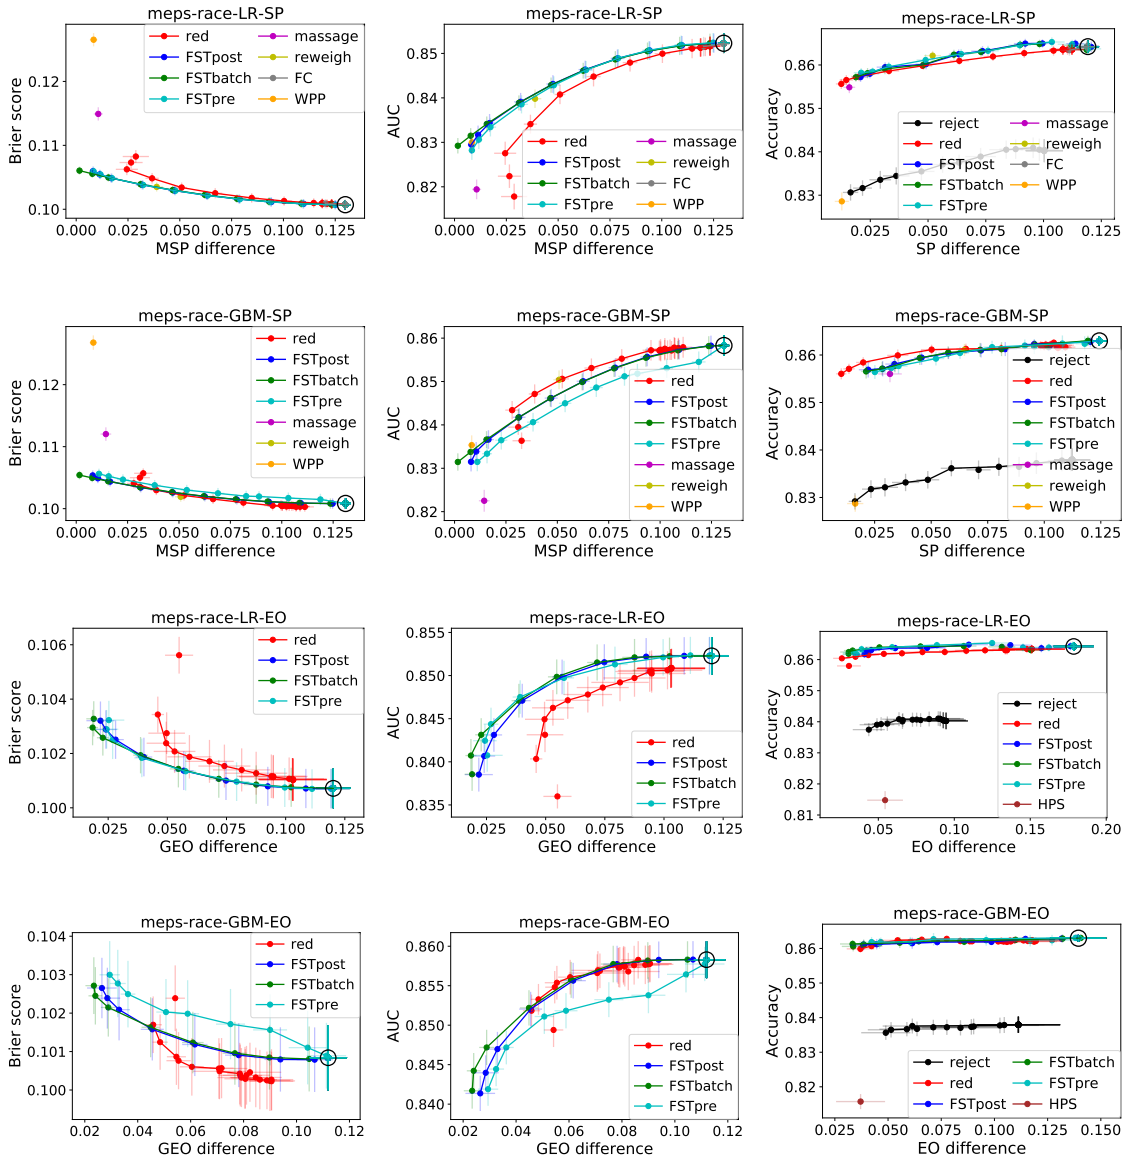 meps-race-LR-SP
Brier score
0.12
0.11
0.10
0.000 0.025 0.050 0.075 0.100 0.125
MSP difference
red
FSTpost
FSTbatch
FSTpre
massage
reweigh
FC
WPP
meps-race-LR-SP
AUC
0.85
0.84
0.83
0.82
0.000 0.025 0.050 0.075 0.100 0.125
MSP difference
red
FSTpost
FSTbatch
FSTpre
massage
reweigh
FC
WPP
meps-race-LR-SP
Accuracy
0.86
0.85
0.84
0.83
0.025 0.050 0.075 0.100 0.125
SP difference
reject
red
FSTpost
FSTbatch
FSTpre
massage
reweigh
FC
WPP
meps-race-GBM-SP
Brier score
0.12
0.11
0.10
0.000 0.025 0.050 0.075 0.100 0.125
MSP difference
red
FSTpost
FSTbatch
FSTpre
massage
reweigh
WPP
meps-race-GBM-SP
AUC
0.86
0.85
0.84
0.83
0.82
0.000 0.025 0.050 0.075 0.100 0.125
MSP difference
red
FSTpost
FSTbatch
FSTpre
massage
reweigh
WPP
meps-race-GBM-SP
Accuracy
0.86
0.85
0.84
0.83
0.025 0.050 0.075 0.100 0.125
SP difference
reject
red
FSTpost
FSTbatch
FSTpre
massage
reweigh
WPP
meps-race-LR-EO
Brier score
0.106
0.104
0.102
0.100
0.025 0.050 0.075 0.100 0.125
GEO difference
red
FSTpost
FSTbatch
FSTpre
meps-race-LR-EO
AUC
0.855
0.850
0.845
0.840
0.835
0.025 0.050 0.075 0.100 0.125
GEO difference
red
FSTpost
FSTbatch
FSTpre
meps-race-LR-EO
Accuracy
0.86
0.85
0.84
0.83
0.82
0.81
0.05 0.10 0.15 0.20
EO difference
reject
red
FSTpost
FSTbatch
FSTpre
HPS
meps-race-GBM-EO
Brier score
0.104
0.103
0.102
0.101
0.100
0.02 0.04 0.06 0.08 0.10 0.12
GEO difference
red
FSTpost
FSTbatch
FSTpre
meps-race-GBM-EO
AUC
0.860
0.855
0.850
0.845
0.840
0.02 0.04 0.06 0.08 0.10 0.12
GEO difference
red
FSTpost
FSTbatch
FSTpre
meps-race-GBM-EO
Accuracy
0.86
0.85
0.84
0.83
0.82
0.025 0.050 0.075 0.100 0.125 0.150
EO difference
reject
red
FSTpost
FSTbatch
FSTpre
HPS